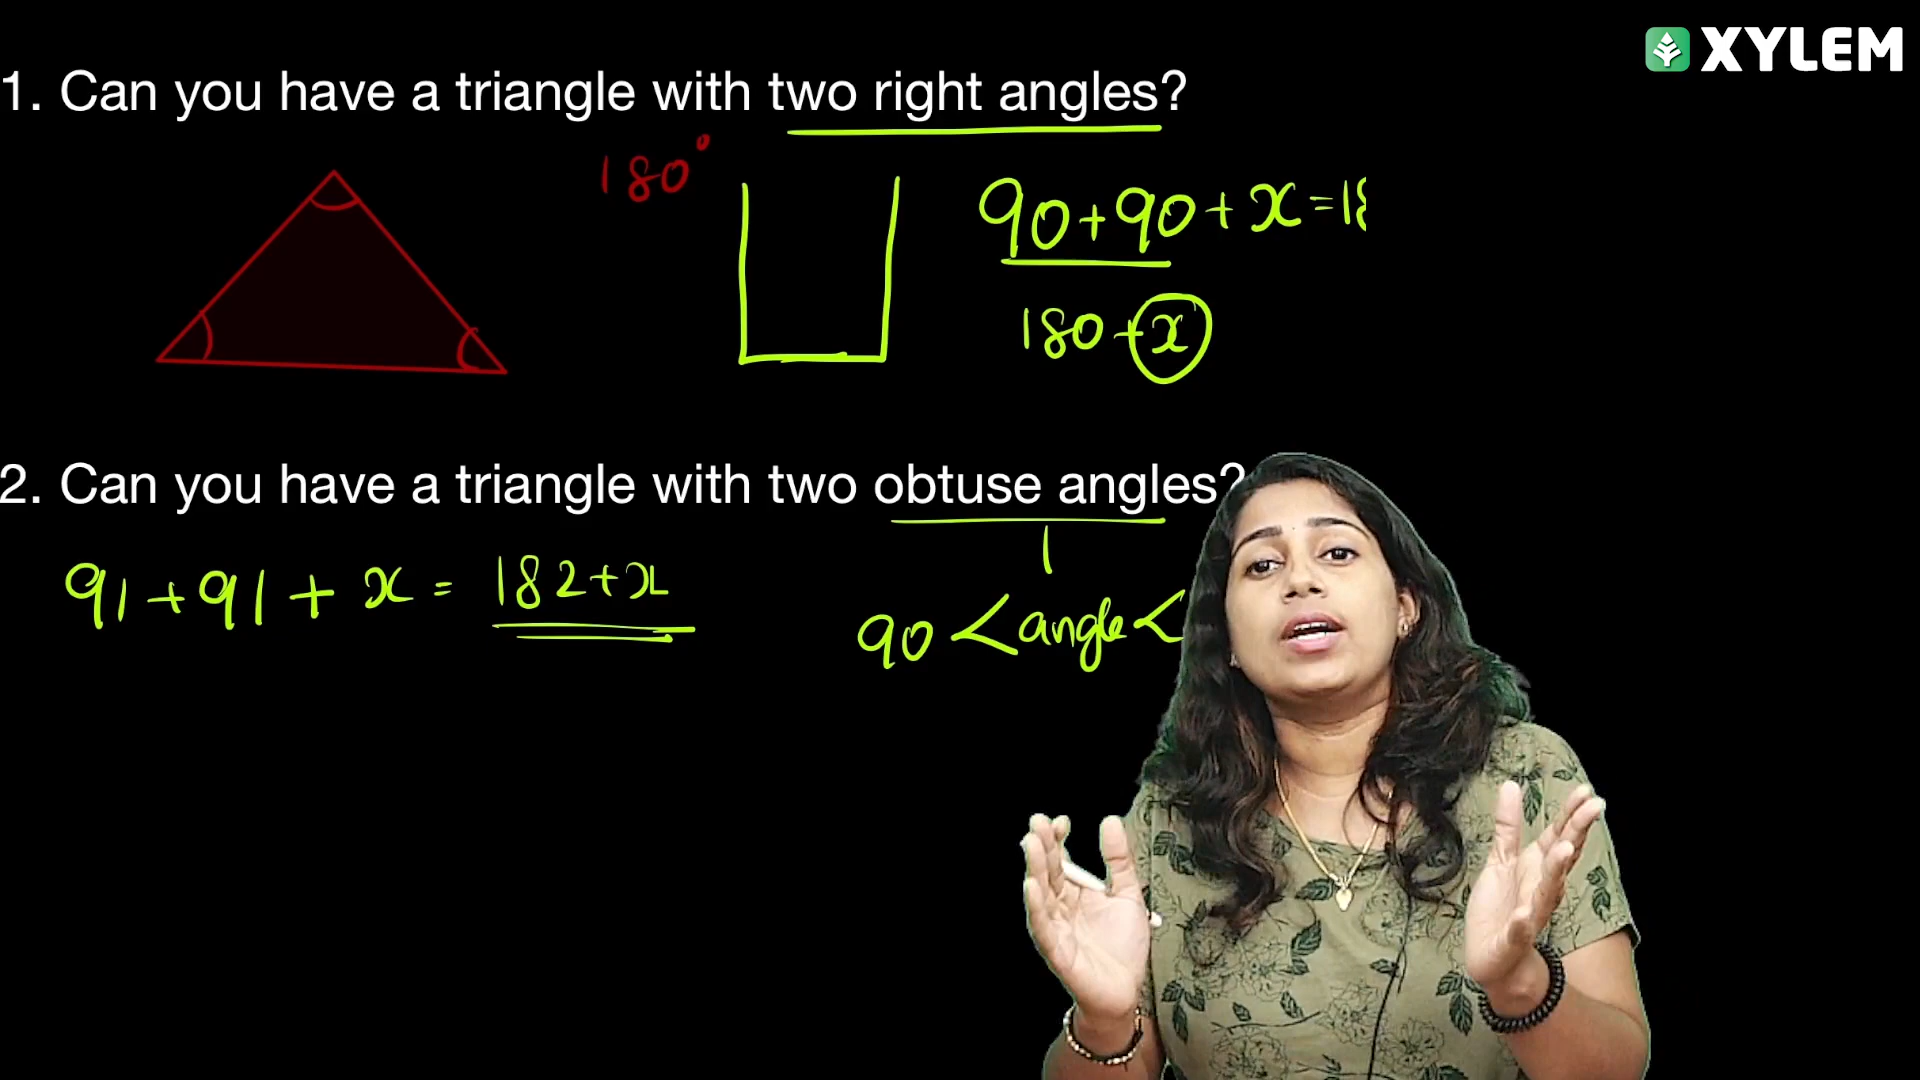 XYLEM
1. Can you have a triangle with two right angles?
180°
90+90+x=18
180+x
2. Can you have a triangle with two obtuse angles?
91+91+x=182+x
90<angle<